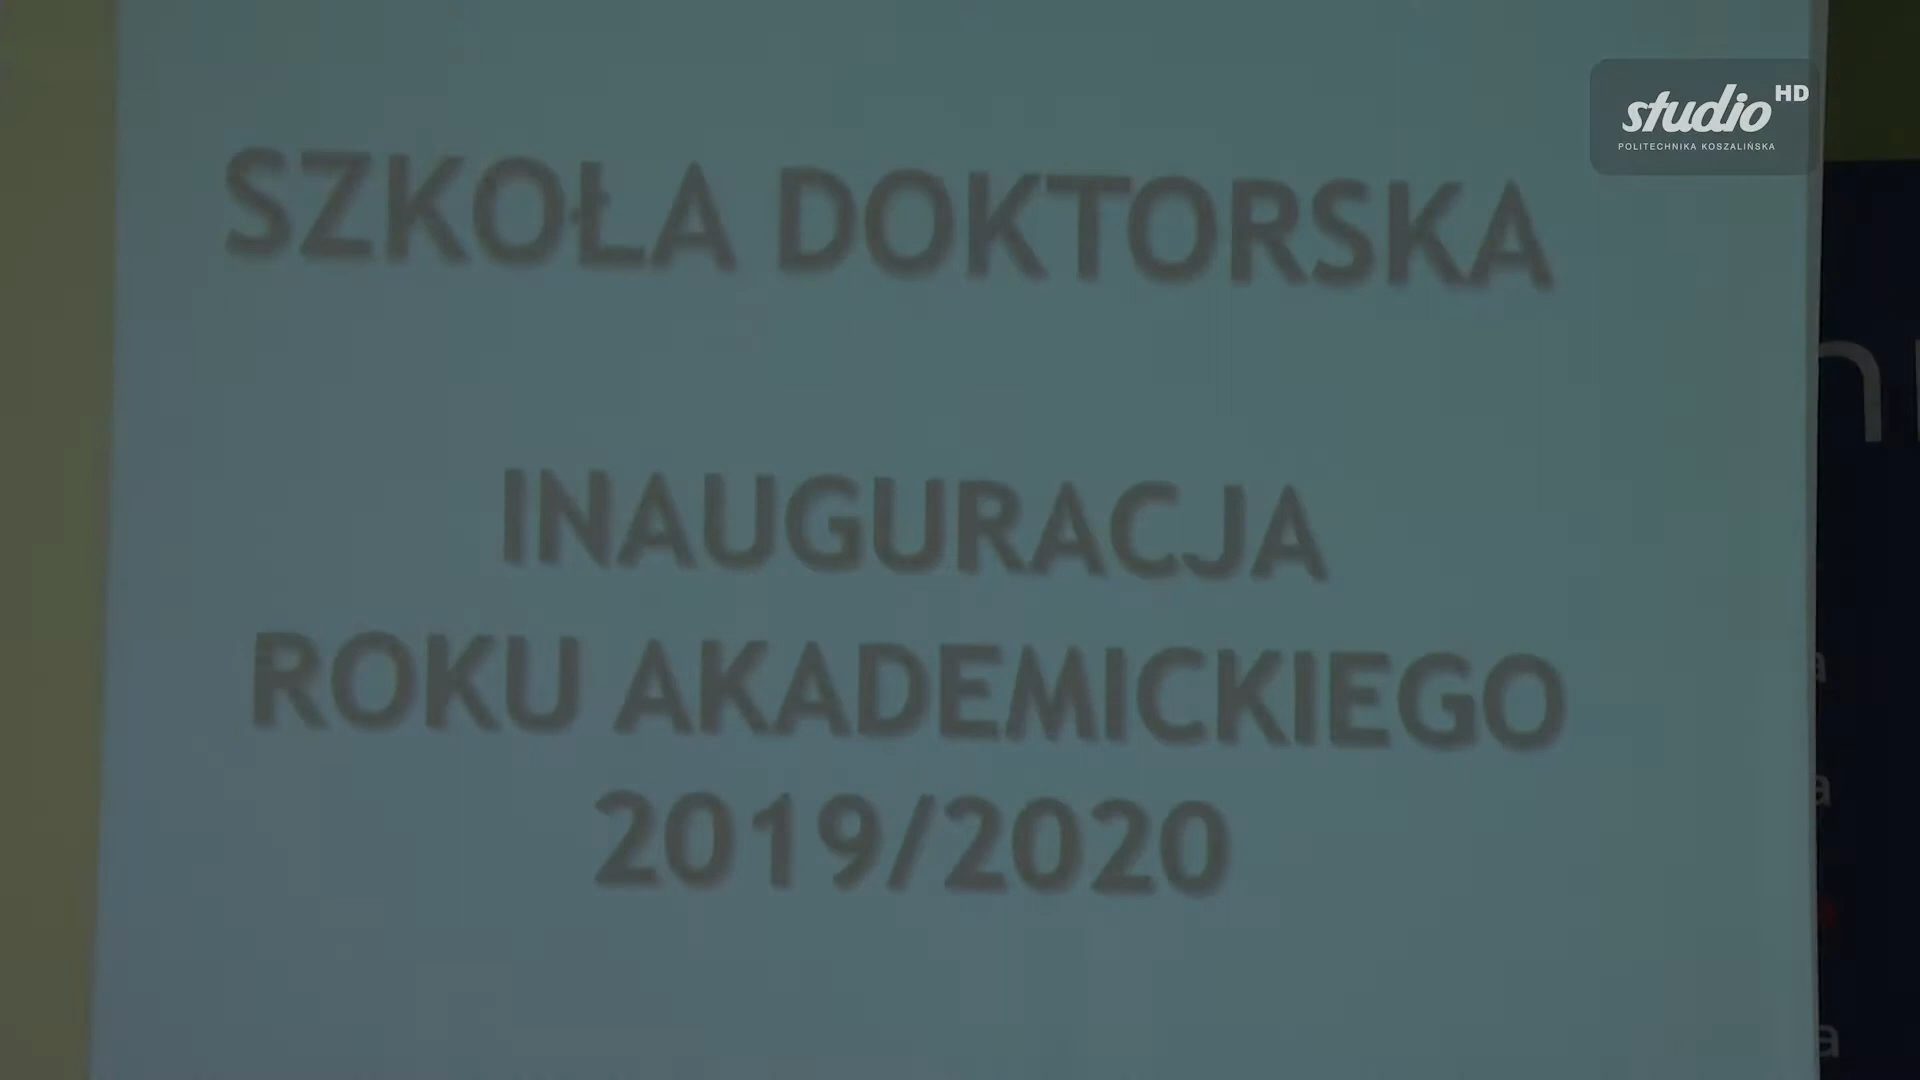 studio HD
POLITECHNIKA KOSZALIŃSKA
SZKOŁA DOKTORSKA
INAUGURACJA
ROKU AKADEMICKIEGO
2019/2020